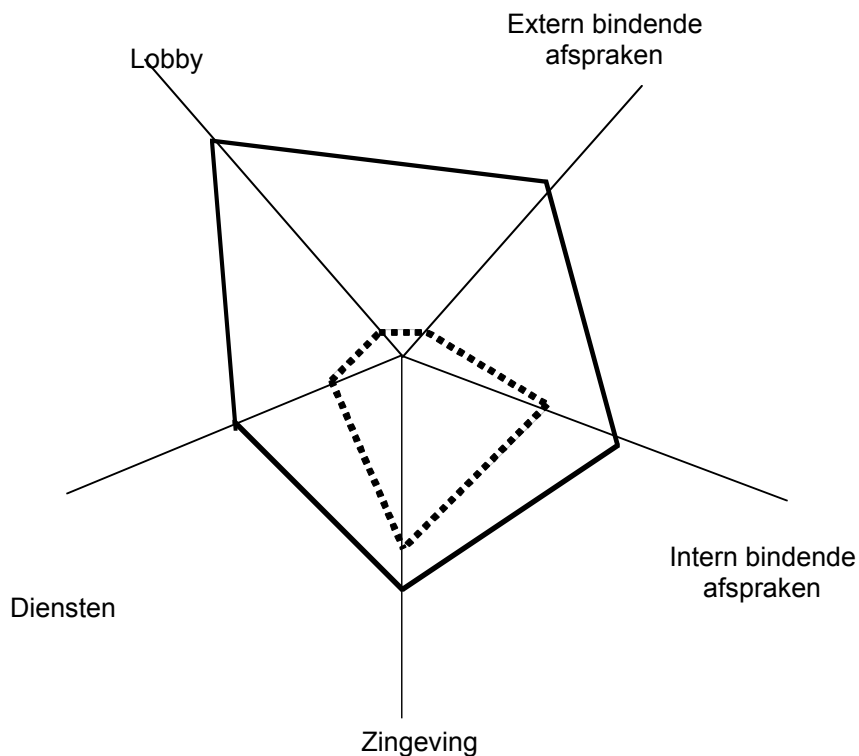 Extern bindende
afspraken
Lobby
Intern bindende
afspraken
Diensten
Zingeving